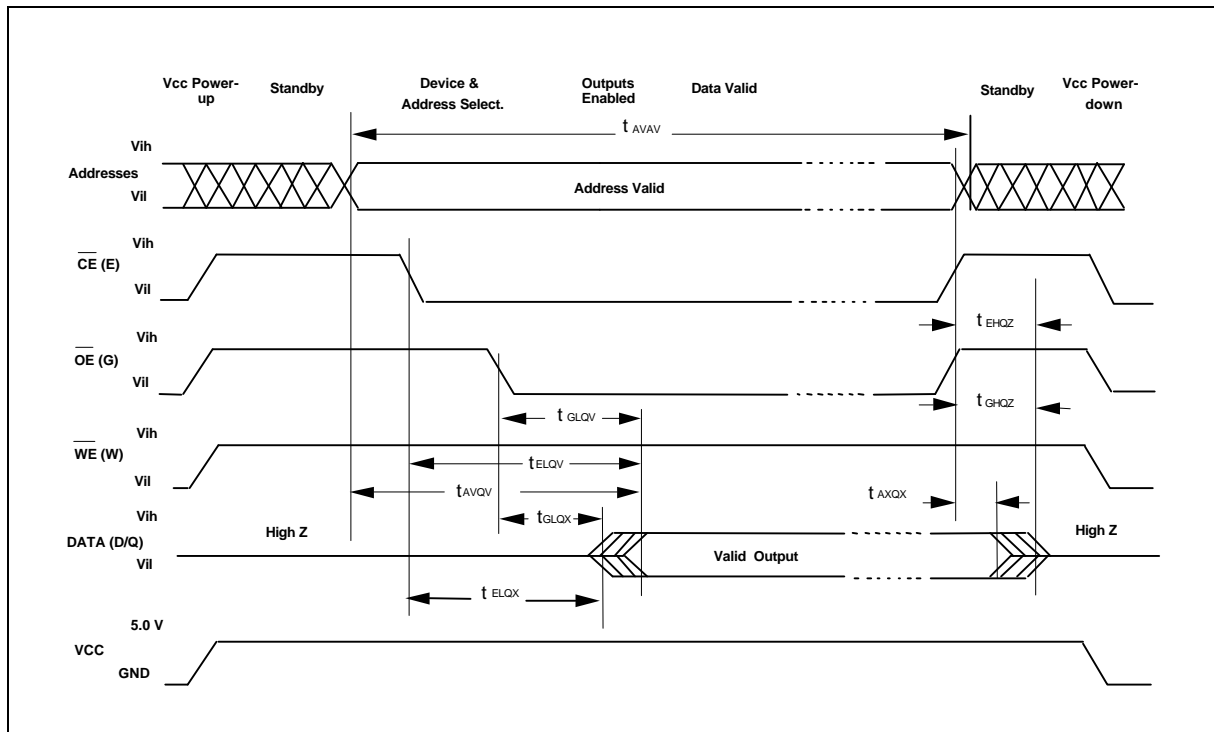 Vcc Power-up
Standby
Device & Address Select.
Outputs Enabled
Data Valid
Standby
Vcc Power-down
t AVAV
Vih
Addresses
Vil
Address Valid
Vih
CE (E)
Vil
t EHQZ
Vih
OE (G)
Vil
t GHQZ
t GLQV
Vih
WE (W)
Vil
t ELQV
t AVQV
t AXQX
Vih
t GLQX
High Z
High Z
DATA (D/Q)
Valid Output
Vil
t ELQX
5.0 V
VCC
GND